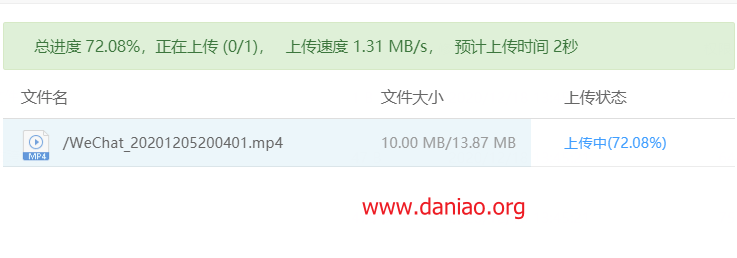 总进度 72.08%，正在上传 (0/1)， 上传速度 1.31 MB/s， 预计上传时间 2秒
文件名 文件大小 上传状态
MP4 /WeChat_20201205200401.mp4 10.00 MB/13.87 MB 上传中(72.08%)
www.daniao.org